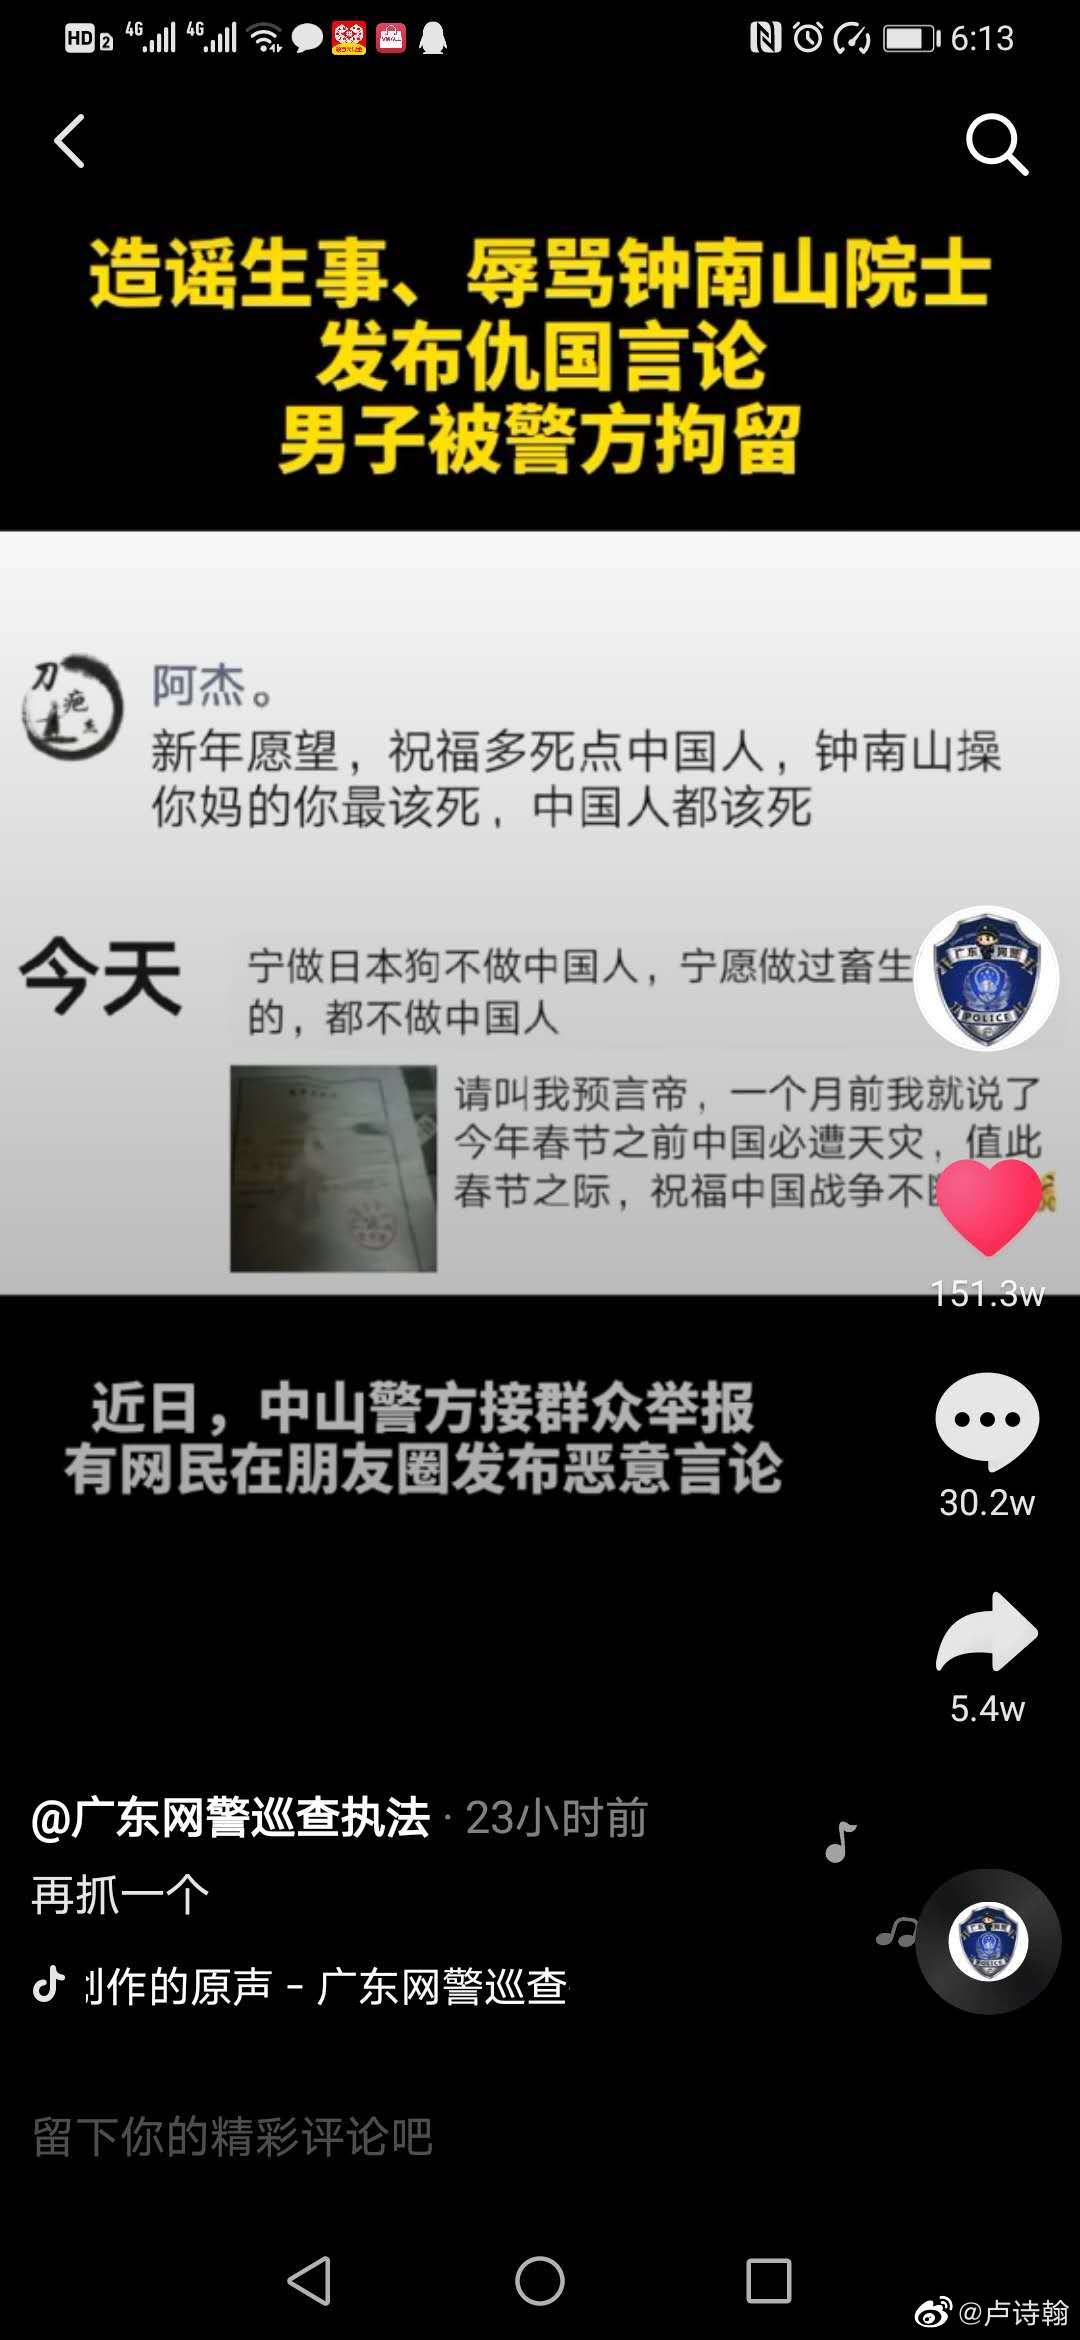 HD 2 4G 4G 6:13
造谣生事、辱骂钟南山院士
发布仇国言论
男子被警方拘留
阿杰。
新年愿望，祝福多死点中国人，钟南山操
你妈的你最该死，中国人都该死
今天
宁做日本狗不做中国人，宁愿做过畜生
的，都不做中国人
请叫我预言帝，一个月前我就说了
今年春节之前中国必遭天灾，值此
春节之际，祝福中国战争不
151.3w
近日，中山警方接群众举报
有网民在朋友圈发布恶意言论
30.2w
5.4w
@广东网警巡查执法 · 23小时前
再抓一个
创作的原声 - 广东网警巡查
留下你的精彩评论吧
广东网警
POLICE
@卢诗翰